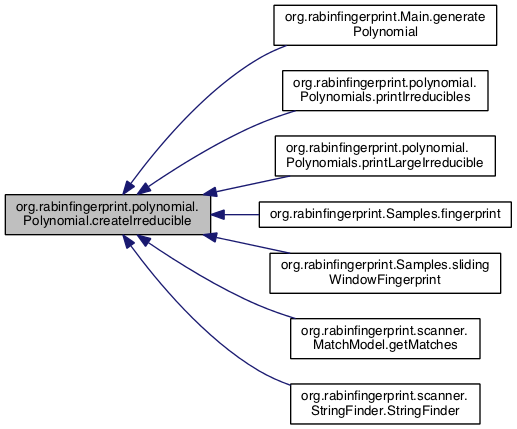 org.rabinfingerprint.Main.generate
Polynomial
org.rabinfingerprint.polynomial.
Polynomials.printIrreducibles
org.rabinfingerprint.polynomial.
Polynomials.printLargeIrreducible
org.rabinfingerprint.polynomial.
Polynomial.createIrreducible
org.rabinfingerprint.Samples.fingerprint
org.rabinfingerprint.Samples.sliding
WindowFingerprint
org.rabinfingerprint.scanner.
MatchModel.getMatches
org.rabinfingerprint.scanner.
StringFinder.StringFinder